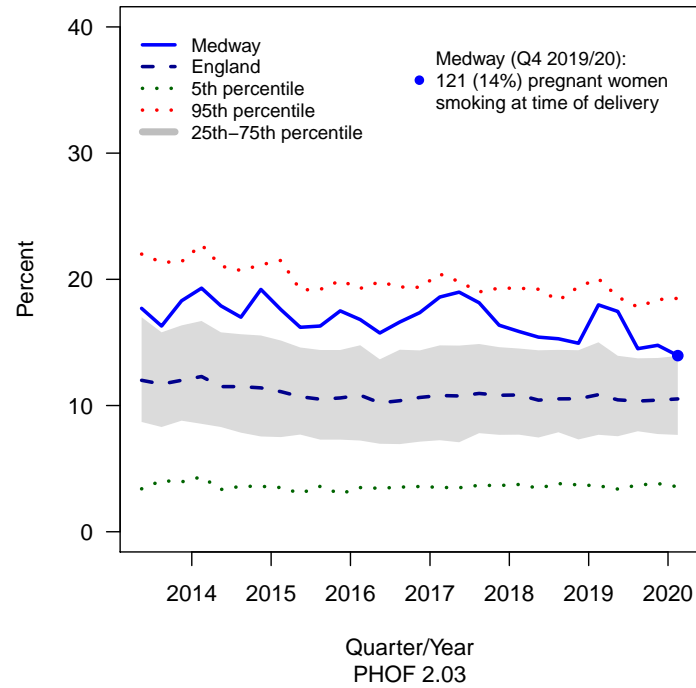 Medway
England
5th percentile
95th percentile
25th−75th percentile
Medway (Q4 2019/20):
121 (14%) pregnant women
smoking at time of delivery
Percent
40
30
20
10
0
2014 2015 2016 2017 2018 2019 2020
Quarter/Year
PHOF 2.03